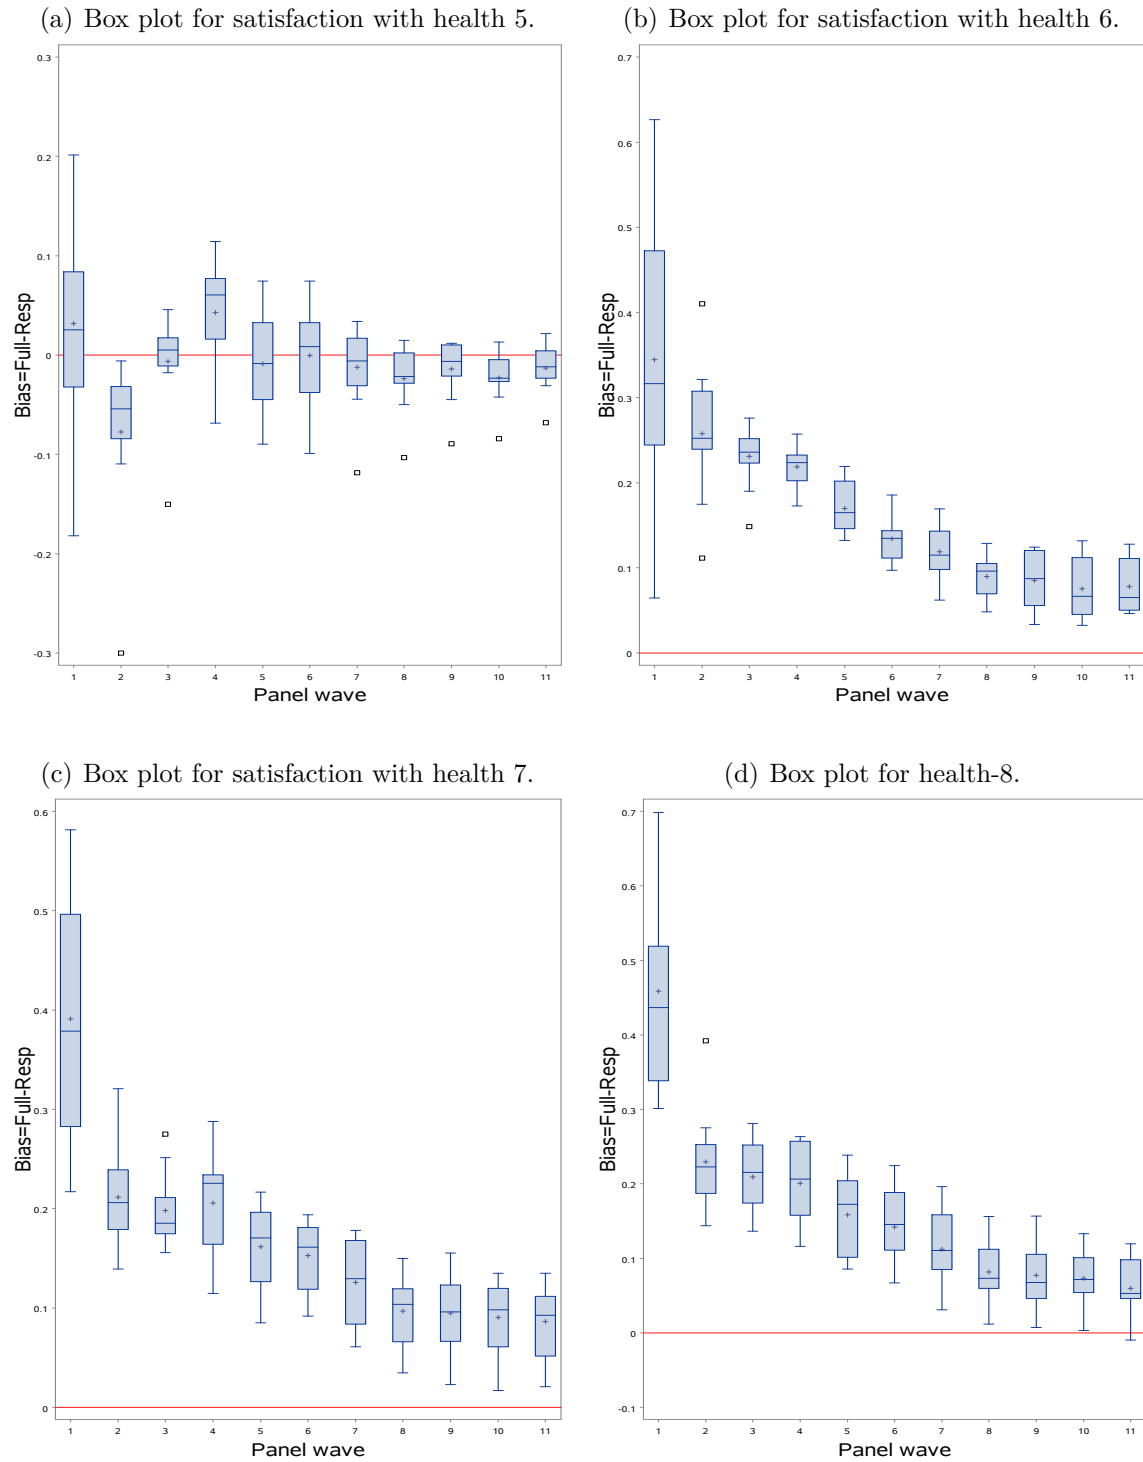 (a) Box plot for satisfaction with health 5.
0.3
0.2
0.1
0
-0.1
-0.2
-0.3
Bias=Full-Resp
1 2 3 4 5 6 7 8 9 10 11
Panel wave
(b) Box plot for satisfaction with health 6.
0.7
0.6
0.5
0.4
0.3
0.2
0.1
0
Bias=Full-Resp
1 2 3 4 5 6 7 8 9 10 11
Panel wave
(c) Box plot for satisfaction with health 7.
0.6
0.5
0.4
0.3
0.2
0.1
0
Bias=Full-Resp
1 2 3 4 5 6 7 8 9 10 11
Panel wave
(d) Box plot for health-8.
0.7
0.6
0.5
0.4
0.3
0.2
0.1
0
-0.1
Bias=Full-Resp
1 2 3 4 5 6 7 8 9 10 11
Panel wave